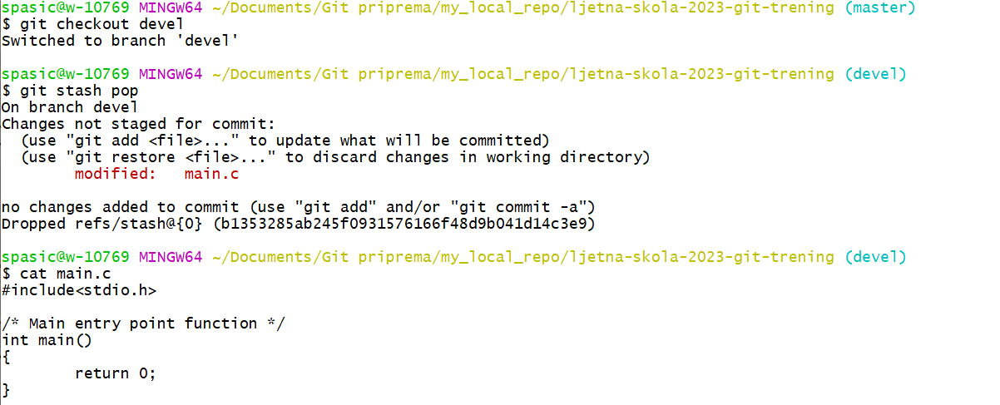 spasic@w-10769 MINGW64 ~/Documents/Git priprema/my_local_repo/ljetna-skola-2023-git-trening (master)
$ git checkout devel
Switched to branch 'devel'
spasic@w-10769 MINGW64 ~/Documents/Git priprema/my_local_repo/ljetna-skola-2023-git-trening (devel)
$ git stash pop
On branch devel
Changes not staged for commit:
  (use "git add <file>..." to update what will be committed)
  (use "git restore <file>..." to discard changes in working directory)
        modified:   main.c
no changes added to commit (use "git add" and/or "git commit -a")
Dropped refs/stash@{0} (b1353285ab245f0931576166f48d9b041d14c3e9)
spasic@w-10769 MINGW64 ~/Documents/Git priprema/my_local_repo/ljetna-skola-2023-git-trening (devel)
$ cat main.c
#include<stdio.h>
/* Main entry point function */
int main()
{
        return 0;
}